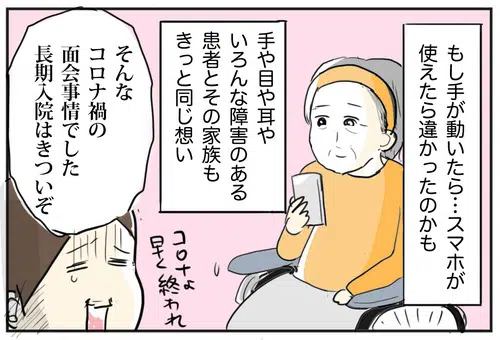 もし手が動いたら…スマホが
使えたら違かったのかも
手や目や耳や
いろんな障害のある
患者とその家族も
きっと同じ想い
そんな
コロナ禍の
面会事情でした
長期入院はきついぞ
コロナよ
早く終われ